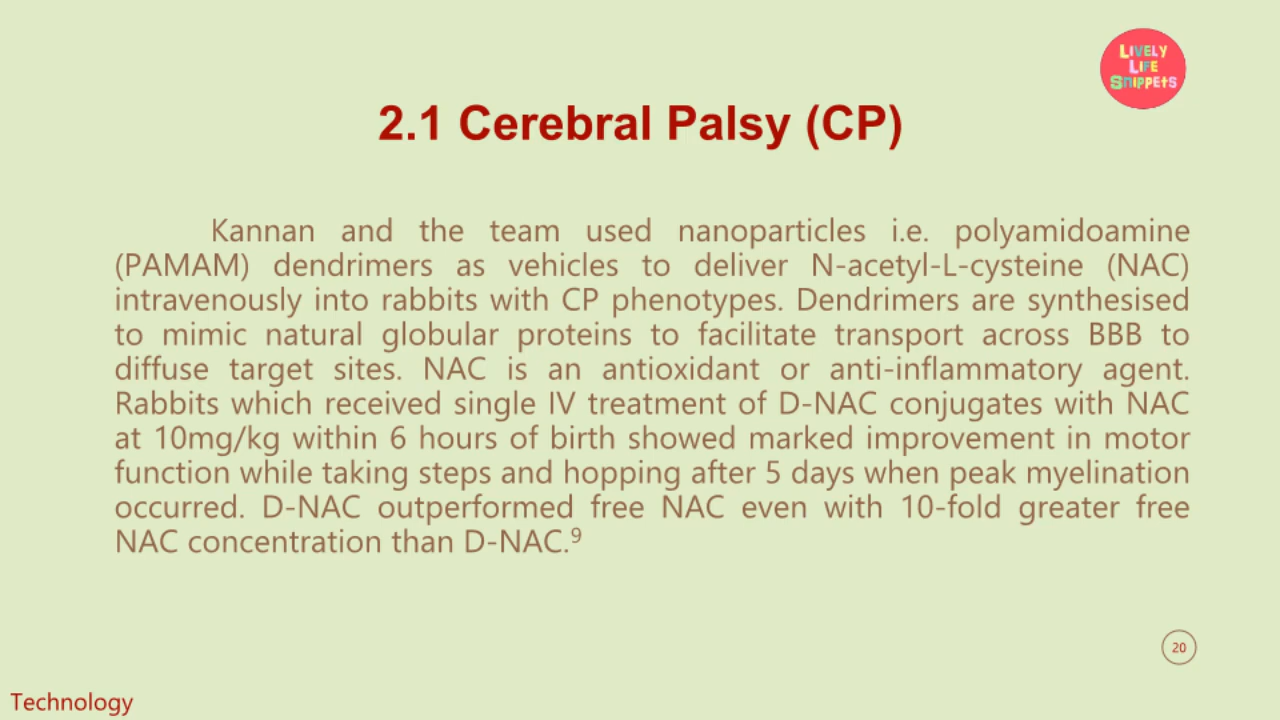 LIVELY
LIFE
SNIPPETS
2.1 Cerebral Palsy (CP)
Kannan and the team used nanoparticles i.e. polyamidoamine
(PAMAM) dendrimers as vehicles to deliver N-acetyl-L-cysteine (NAC)
intravenously into rabbits with CP phenotypes. Dendrimers are synthesised
to mimic natural globular proteins to facilitate transport across BBB to
diffuse target sites. NAC is an antioxidant or anti-inflammatory agent.
Rabbits which received single IV treatment of D-NAC conjugates with NAC
at 10mg/kg within 6 hours of birth showed marked improvement in motor
function while taking steps and hopping after 5 days when peak myelination
occurred. D-NAC outperformed free NAC even with 10-fold greater free
NAC concentration than D-NAC.⁹
20
Technology